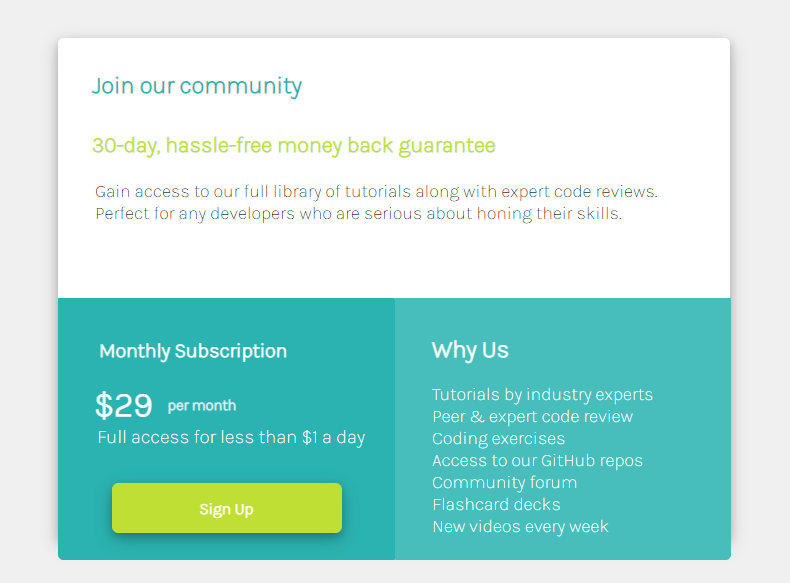 Join our community
30-day, hassle-free money back guarantee
Gain access to our full library of tutorials along with expert code reviews.
Perfect for any developers who are serious about honing their skills.
Monthly Subscription
$29 per month
Full access for less than $1 a day
Sign Up
Why Us
Tutorials by industry experts
Peer & expert code review
Coding exercises
Access to our GitHub repos
Community forum
Flashcard decks
New videos every week